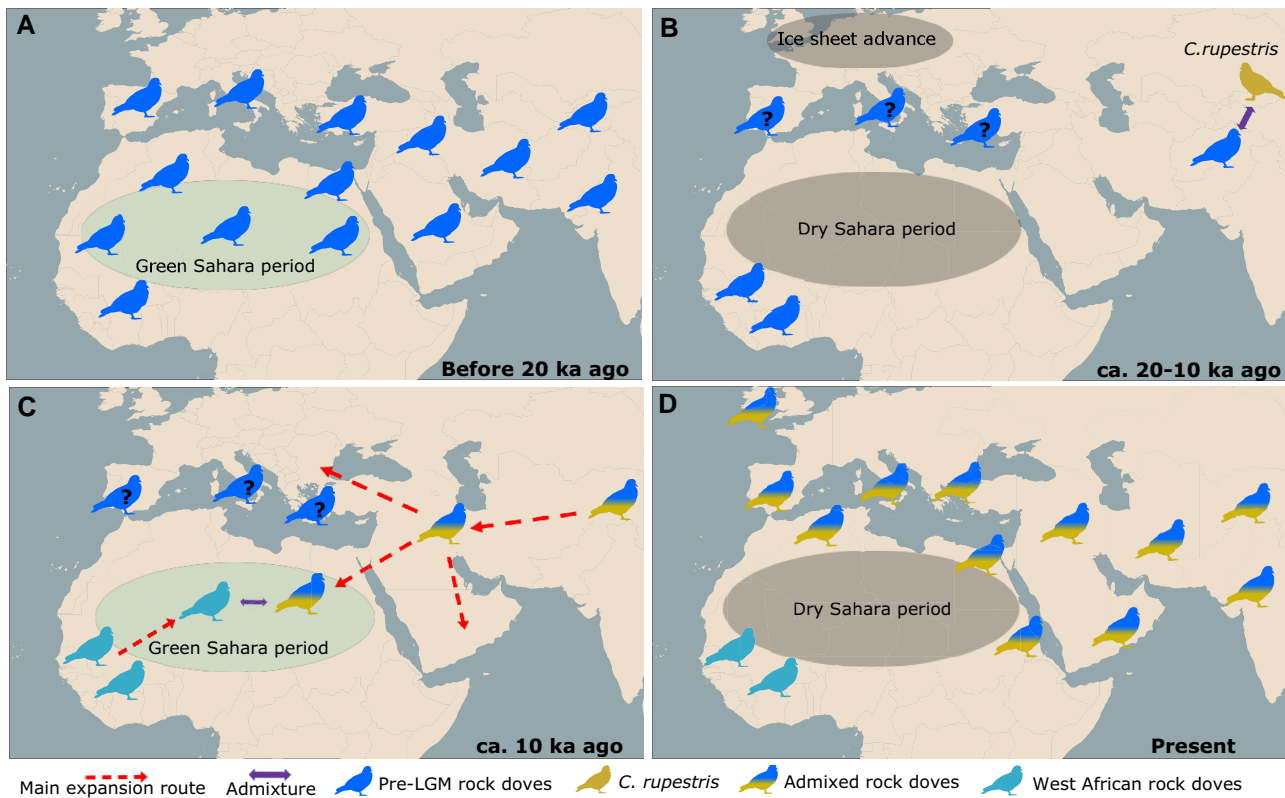 A
Green Sahara period
Before 20 ka ago
B
Ice sheet advance
C.rupestris
?
?
?
Dry Sahara period
ca. 20-10 ka ago
C
?
?
?
Green Sahara period
ca. 10 ka ago
D
Dry Sahara period
Present
Main expansion route
Admixture
Pre-LGM rock doves
C. rupestris
Admixed rock doves
West African rock doves